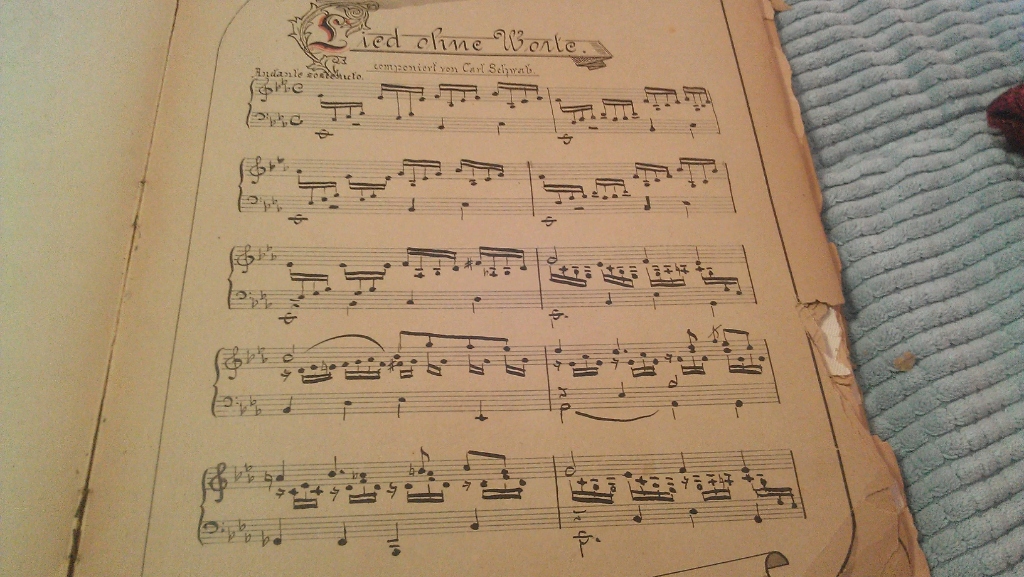 Lied ohne Worte.
componiert von Carl Schwab.
Andante sostenuto.